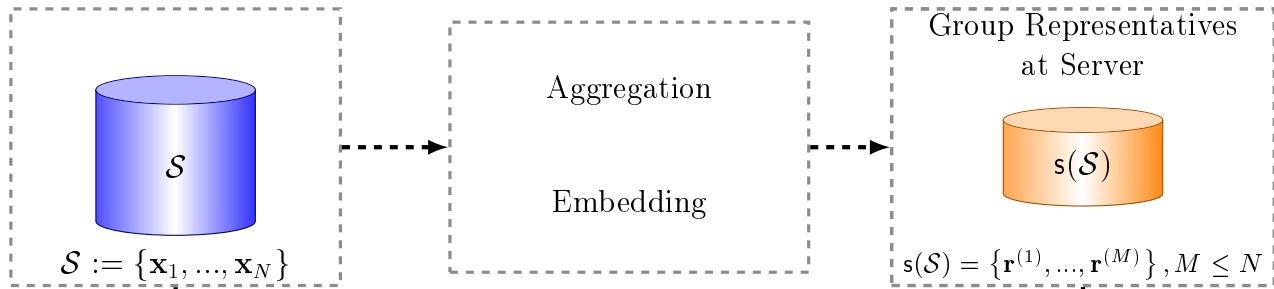 𝒮
𝒮 := {𝐱₁, ..., 𝐱_N}
Aggregation
Embedding
Group Representatives
at Server
s(𝒮)
s(𝒮) = {𝐫⁽¹⁾, ..., 𝐫⁽ᴹ⁾}, M ≤ N